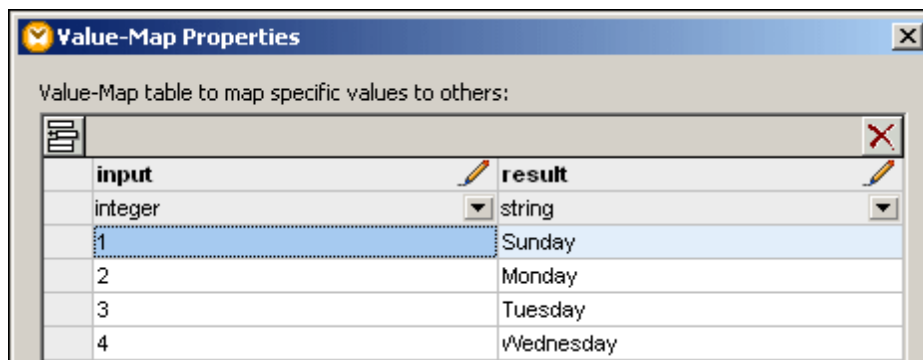 Value-Map Properties
Value-Map table to map specific values to others:
input result
integer string
1 Sunday
2 Monday
3 Tuesday
4 Wednesday